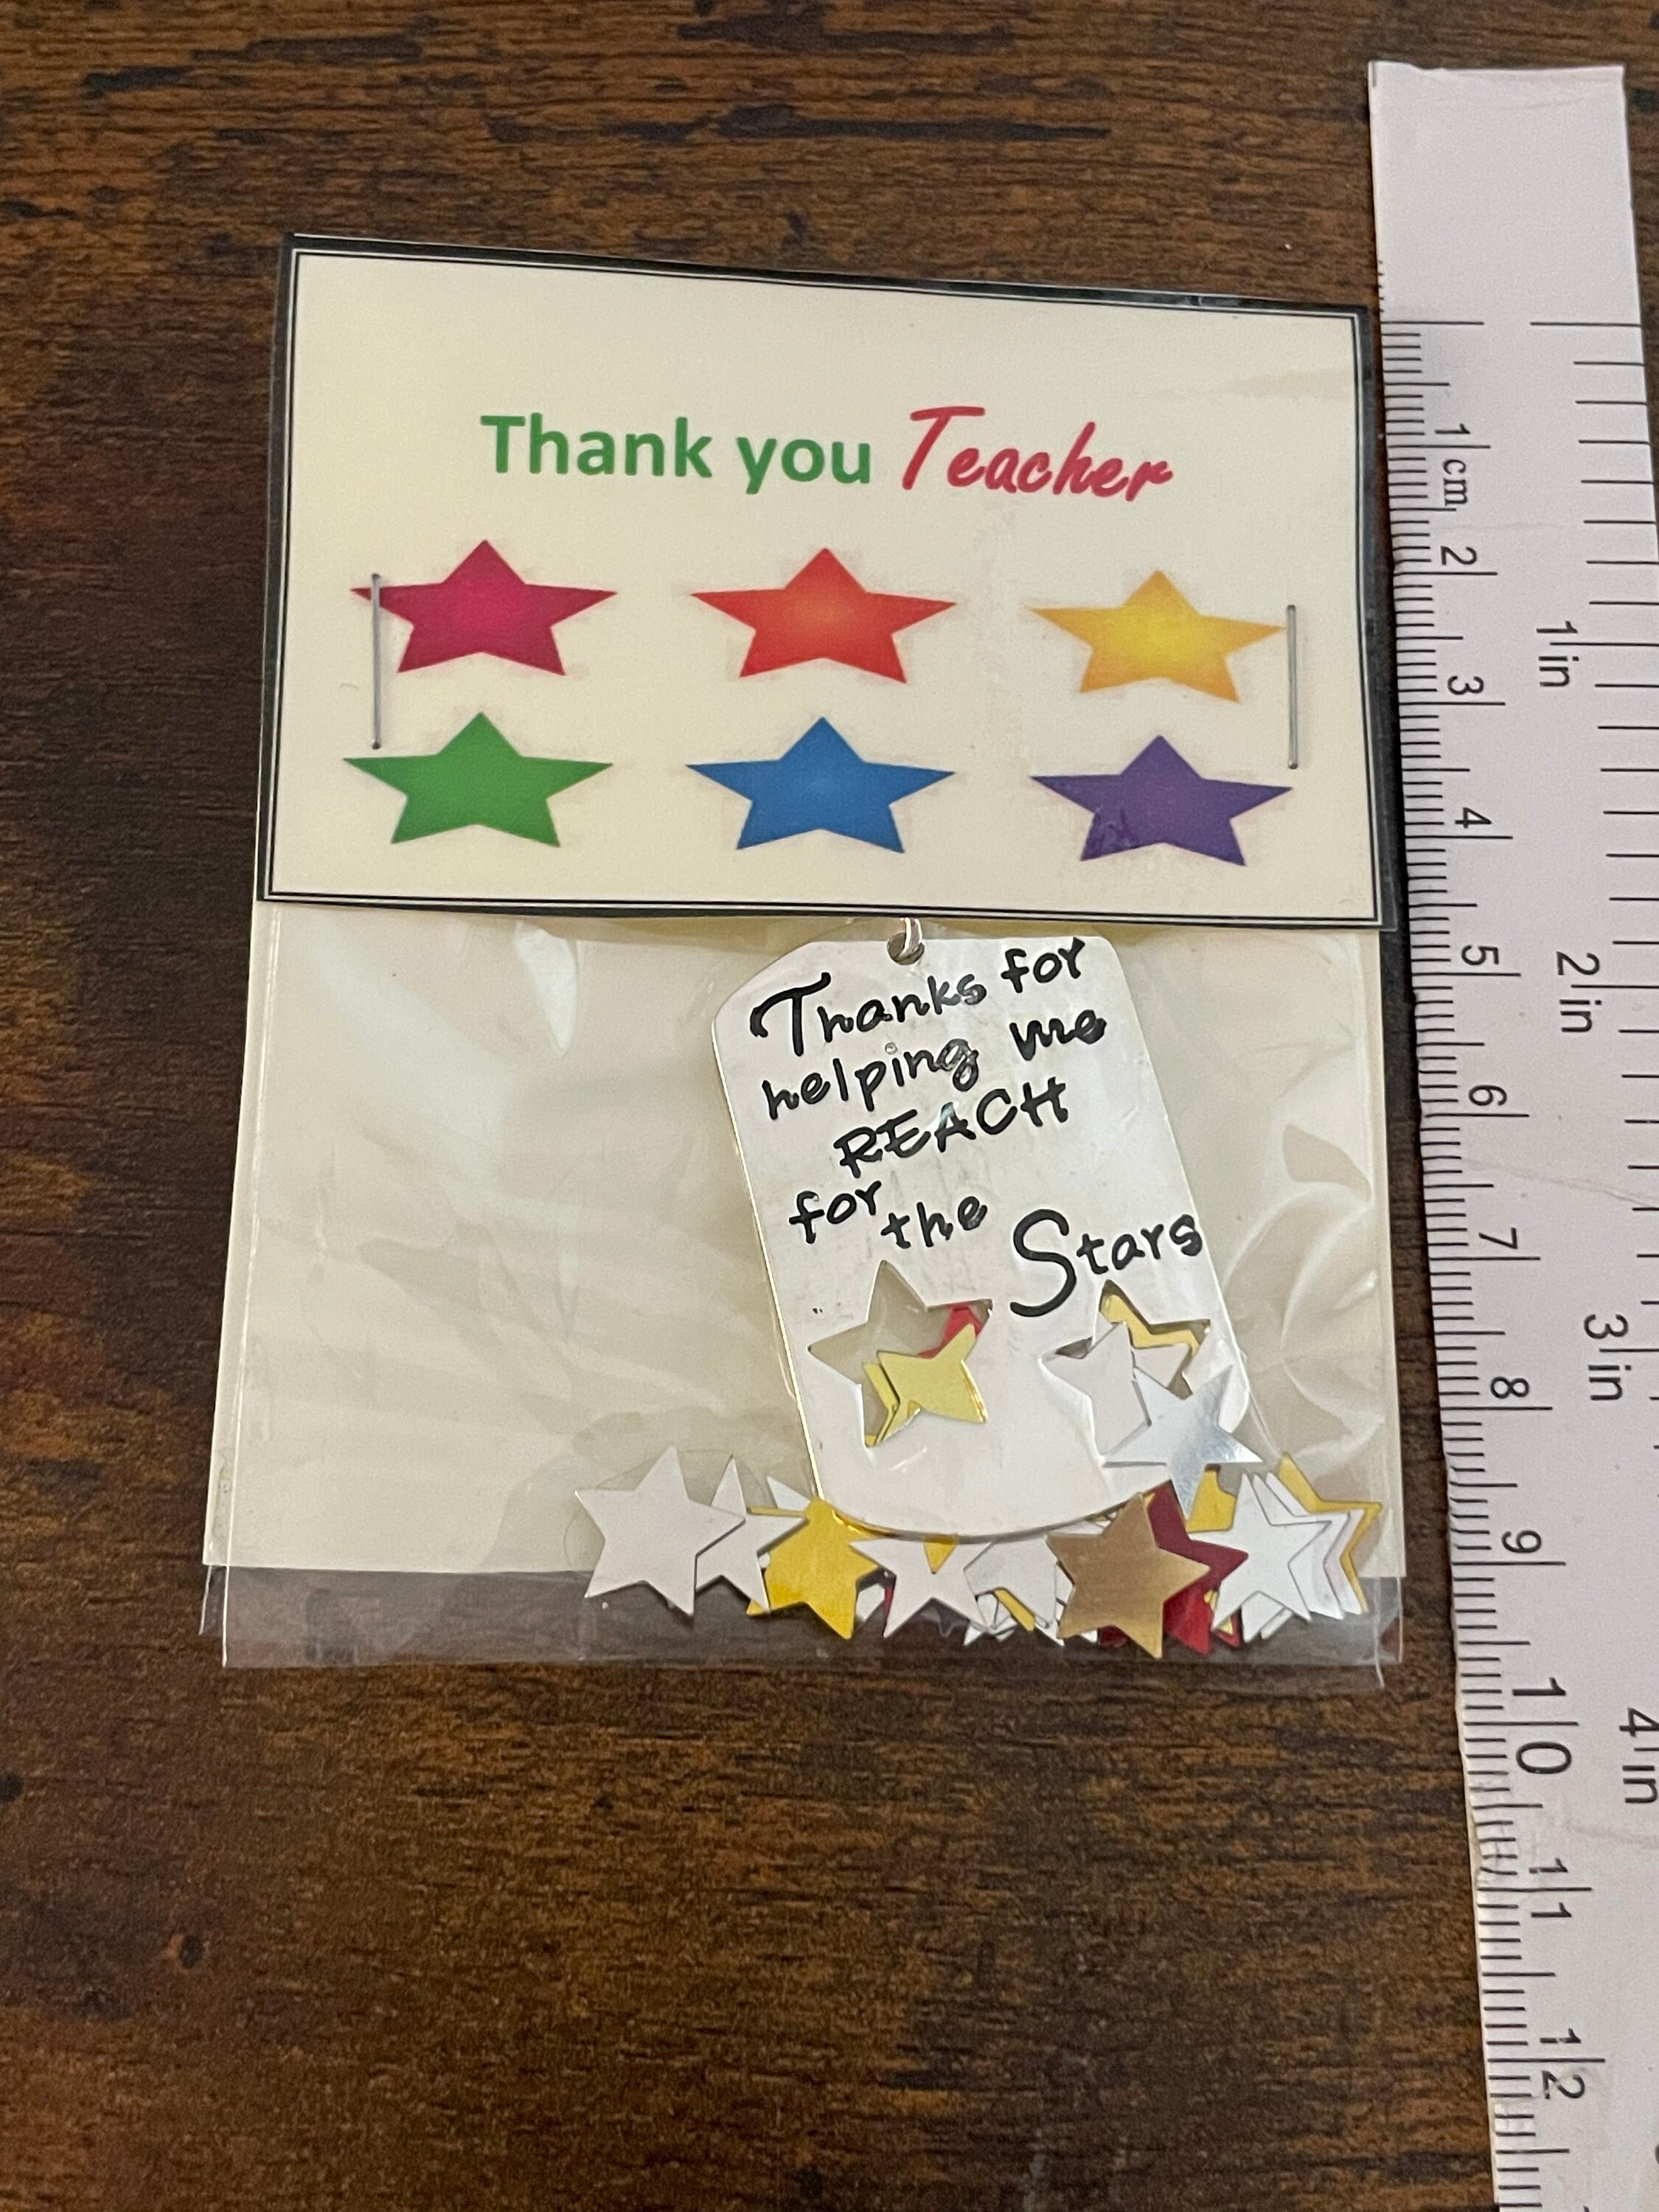 Thank you Teacher
Thanks for
helping me
REACH
for the
Stars
1 cm
2
3
4
5
6
7
8
9
10
11
12
1 in
2 in
3 in
4 in